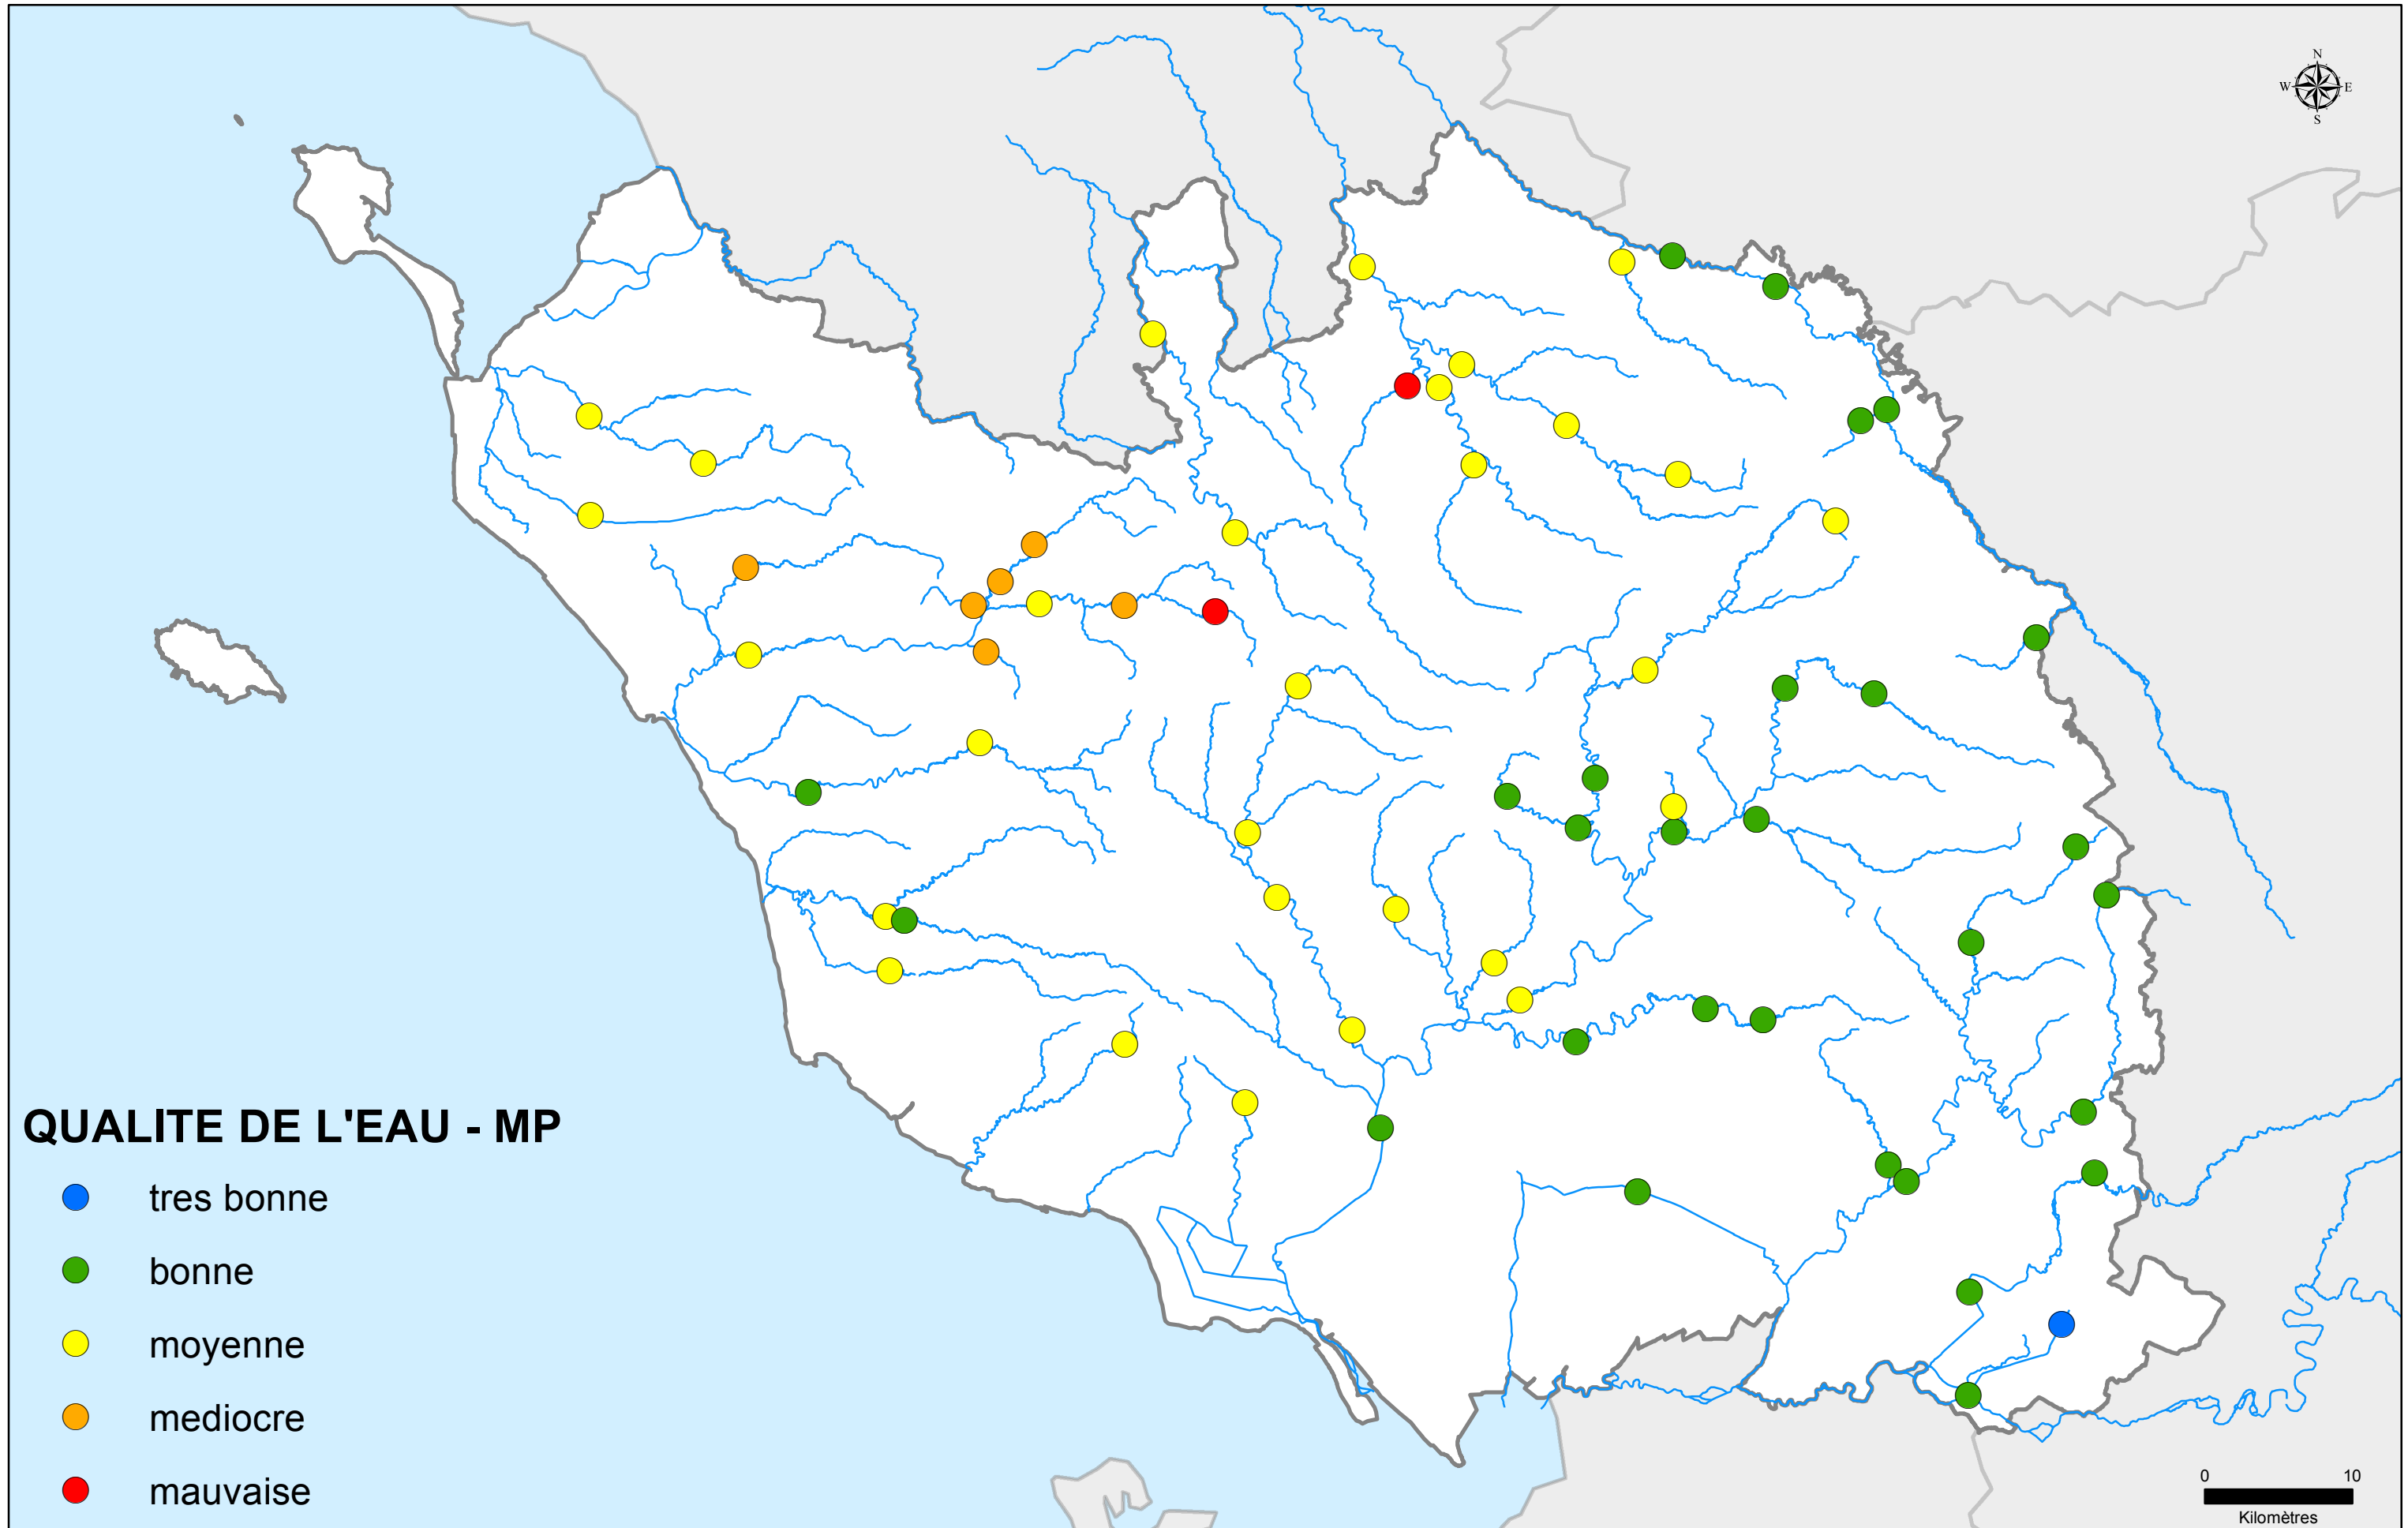 N
W E
S
QUALITE DE L'EAU - MP
tres bonne
bonne
moyenne
mediocre
mauvaise
0 10
Kilomètres